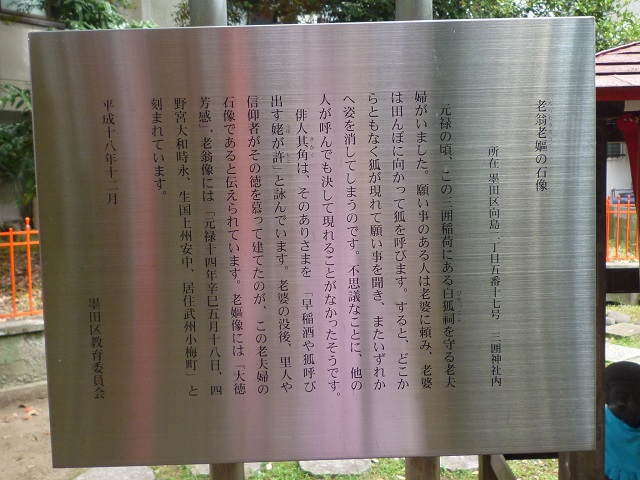 老翁老嫗の石像
所在 墨田区向島二丁目五番十七号 三囲神社内
元禄の頃、この三囲稲荷にある白狐祠を守る老夫
婦がいました。願い事のある人は老婆に頼み、老婆
は田んぼに向かって狐を呼びます。すると、どこか
らともなく狐が現れて願い事を聞き、またいずれか
へ姿を消してしまうのです。不思議なことに、他の
人が呼んでも決して現れることがなかったそうです。
俳人其角は、そのありさまを「早稲酒や狐呼び
出す姥が許」と詠んでいます。老婆の没後、里人や
信仰者がその徳を慕って建てたのが、この老夫婦の
石像であると伝えられています。老嫗像には「大徳
芳感」、老翁像には「元禄十四年辛巳五月十八日、四
野宮大和時永、生国上州安中、居住武州小梅町」と
刻まれています。
平成十八年十二月
墨田区教育委員会